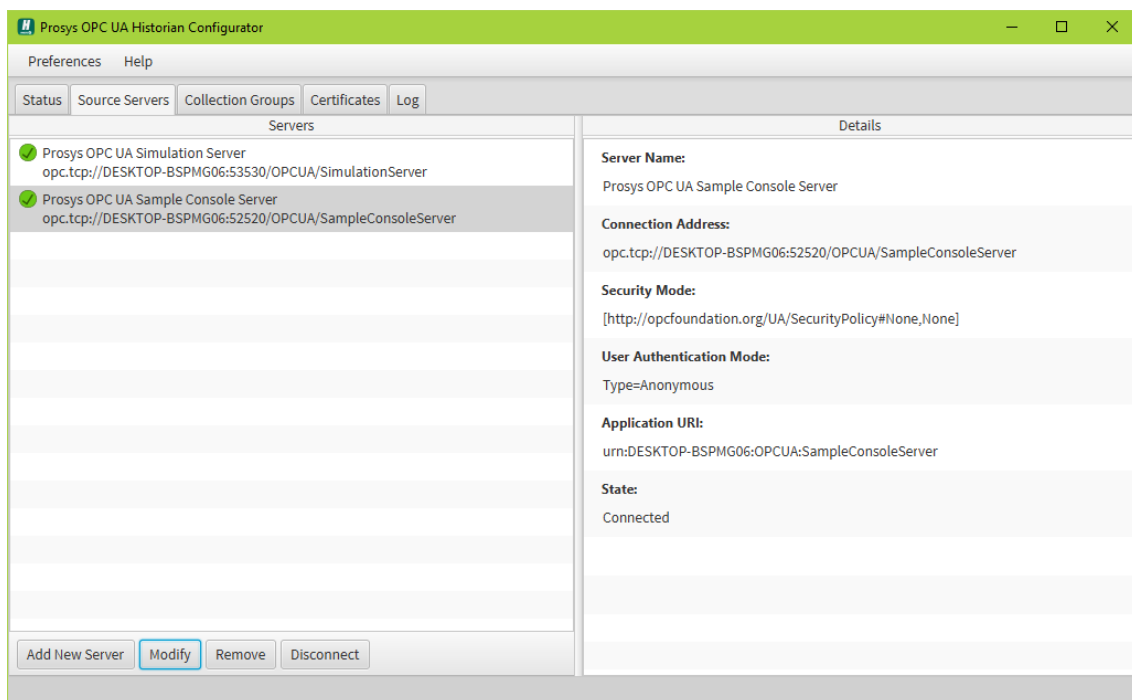 Prosys OPC UA Historian Configurator
Preferences Help
Status Source Servers Collection Groups Certificates Log
Servers
Prosys OPC UA Simulation Server
opc.tcp://DESKTOP-BSPMG06:53530/OPCUA/SimulationServer
Prosys OPC UA Sample Console Server
opc.tcp://DESKTOP-BSPMG06:52520/OPCUA/SampleConsoleServer
Add New Server Modify Remove Disconnect
Details
Server Name:
Prosys OPC UA Sample Console Server
Connection Address:
opc.tcp://DESKTOP-BSPMG06:52520/OPCUA/SampleConsoleServer
Security Mode:
[http://opcfoundation.org/UA/SecurityPolicy#None,None]
User Authentication Mode:
Type=Anonymous
Application URI:
urn:DESKTOP-BSPMG06:OPCUA:SampleConsoleServer
State:
Connected